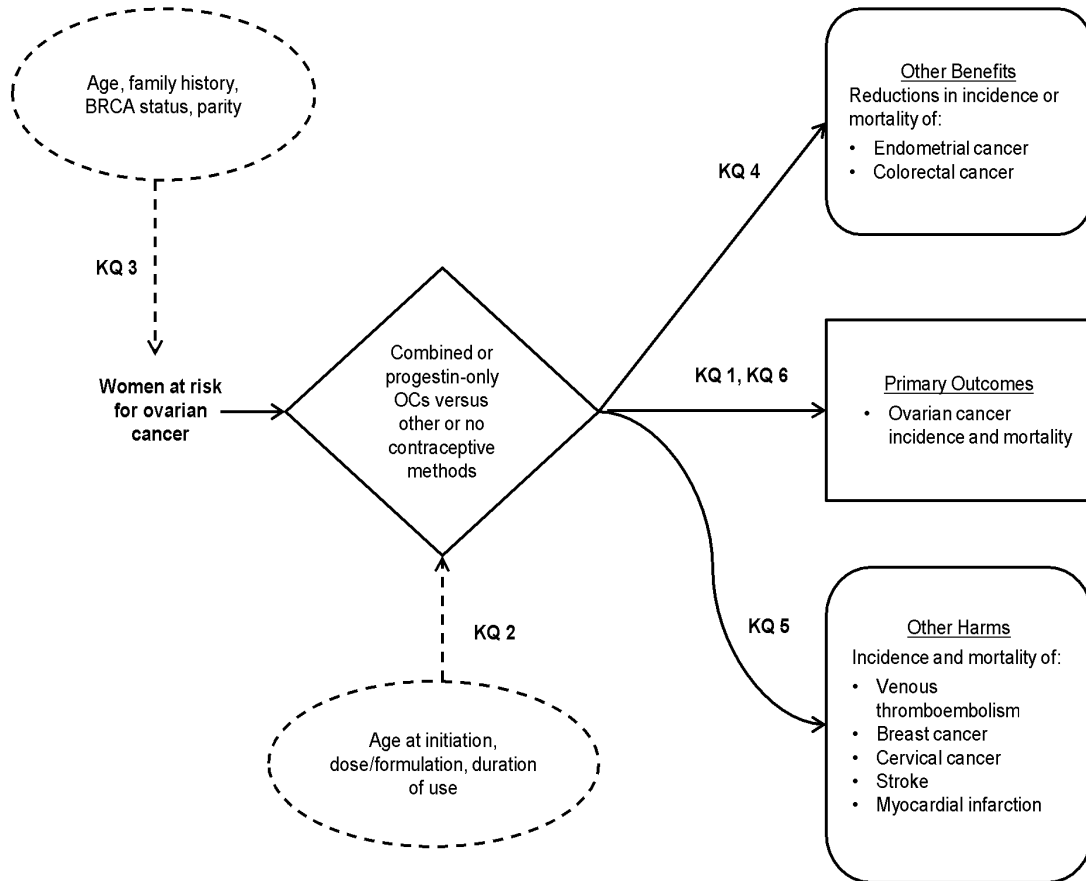 Age, family history,
BRCA status, parity
KQ 3
Women at risk
for ovarian
cancer
Combined or
progestin-only
OCs versus
other or no
contraceptive
methods
KQ 2
Age at initiation,
dose/formulation, duration
of use
KQ 4
Other Benefits
Reductions in incidence or
mortality of:
• Endometrial cancer
• Colorectal cancer
KQ 1, KQ 6
Primary Outcomes
• Ovarian cancer
incidence and mortality
KQ 5
Other Harms
Incidence and mortality of:
• Venous
thromboembolism
• Breast cancer
• Cervical cancer
• Stroke
• Myocardial infarction